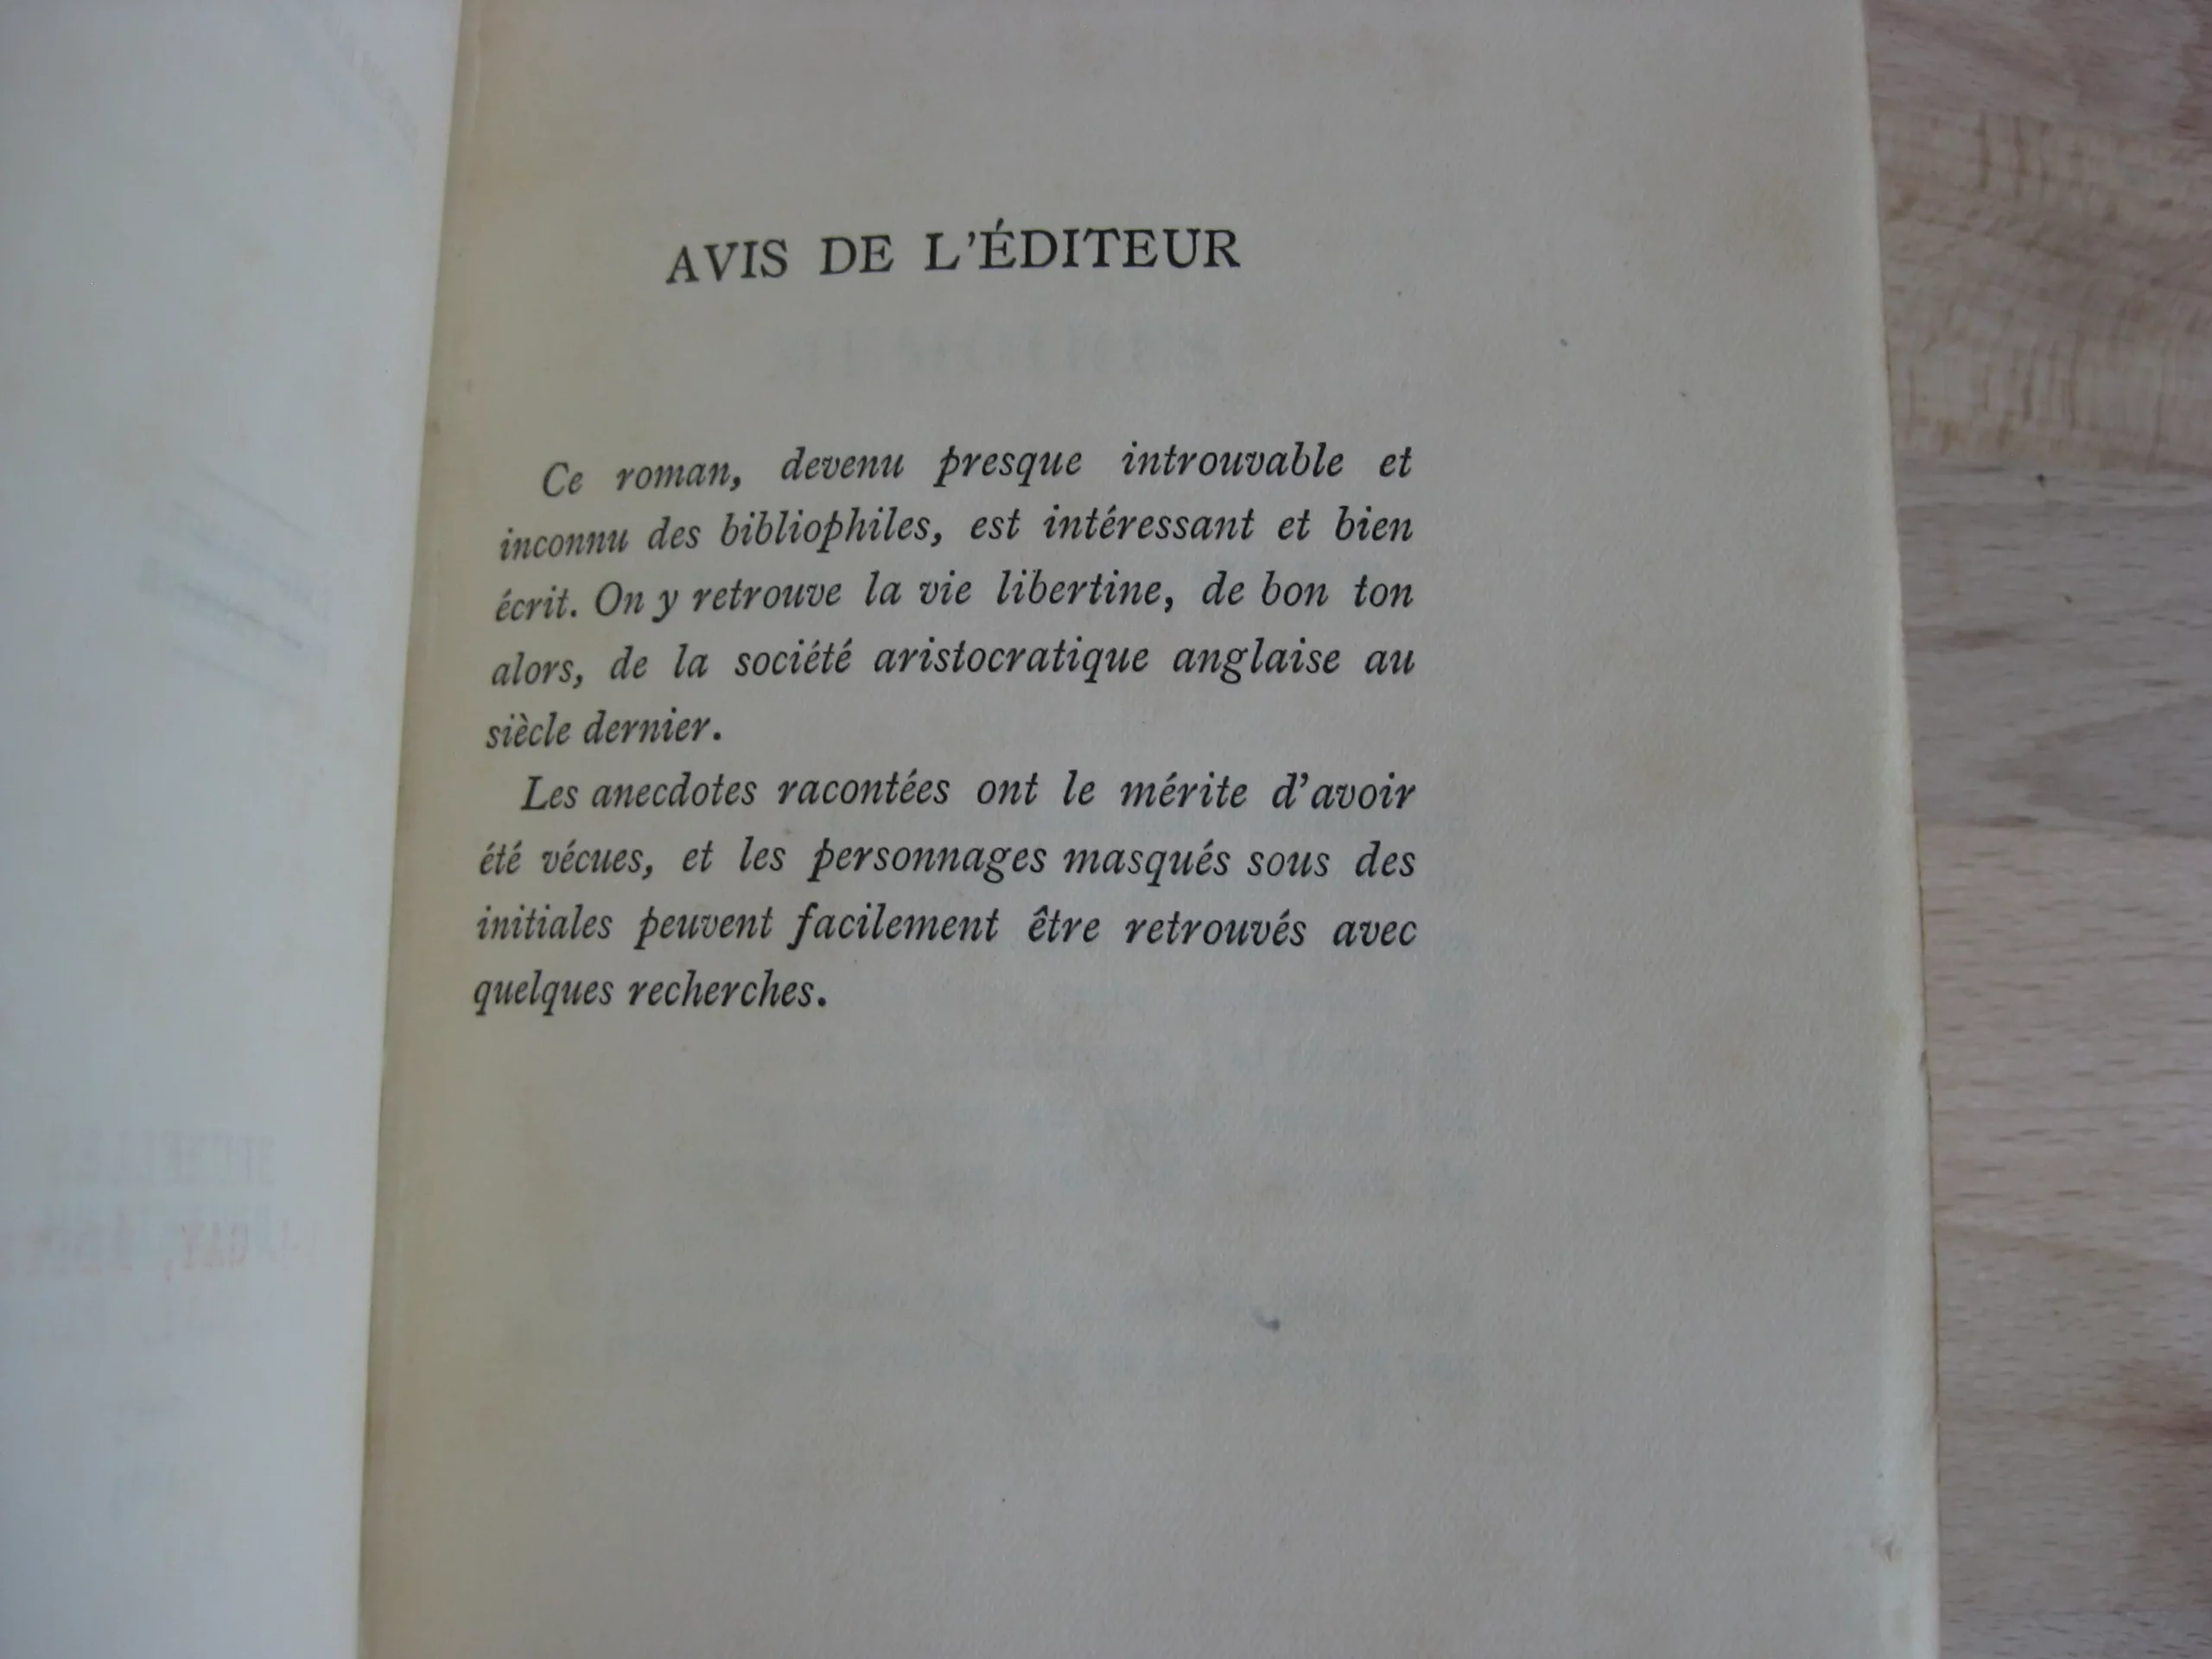 AVIS DE L'ÉDITEUR
Ce roman, devenu presque introuvable et
inconnu des bibliophiles, est intéressant et bien
écrit. On y retrouve la vie libertine, de bon ton
alors, de la société aristocratique anglaise au
siècle dernier.
Les anecdotes racontées ont le mérite d'avoir
été vécues, et les personnages masqués sous des
initiales peuvent facilement être retrouvés avec
quelques recherches.